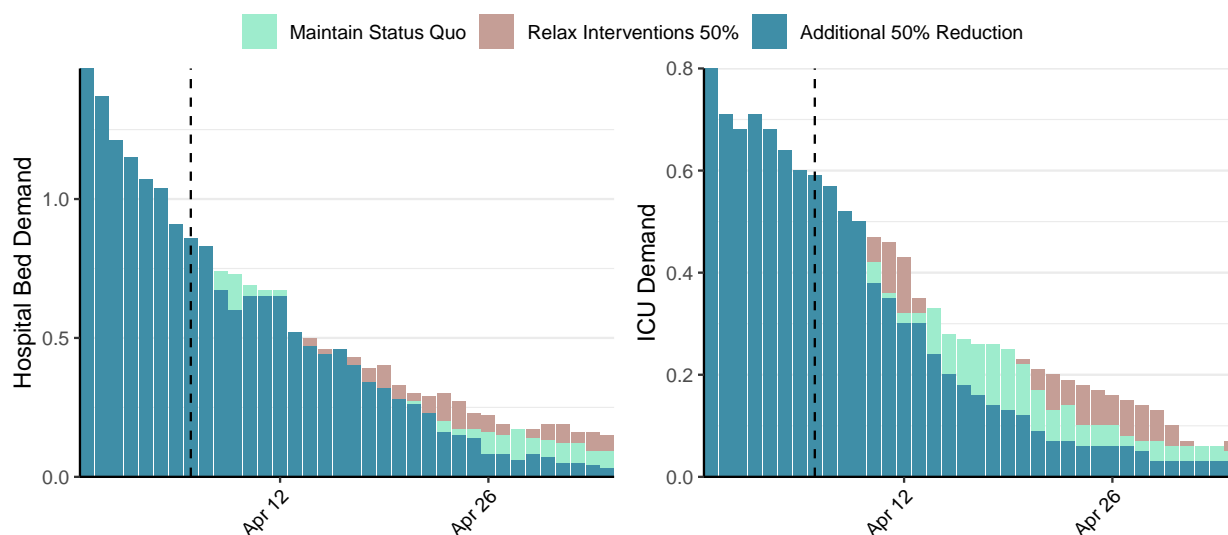 Maintain Status Quo Relax Interventions 50% Additional 50% Reduction
Hospital Bed Demand
1.0
0.5
0.0
Apr 12
Apr 26
ICU Demand
0.8
0.6
0.4
0.2
0.0
Apr 12
Apr 26